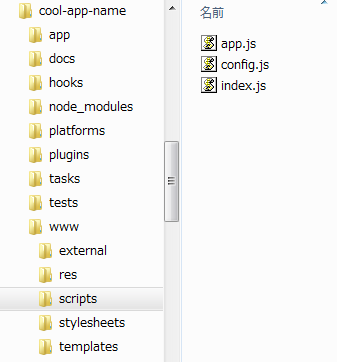 cool-app-name
app
docs
hooks
node_modules
platforms
plugins
tasks
tests
www
external
res
scripts
stylesheets
templates
名前
app.js
config.js
index.js